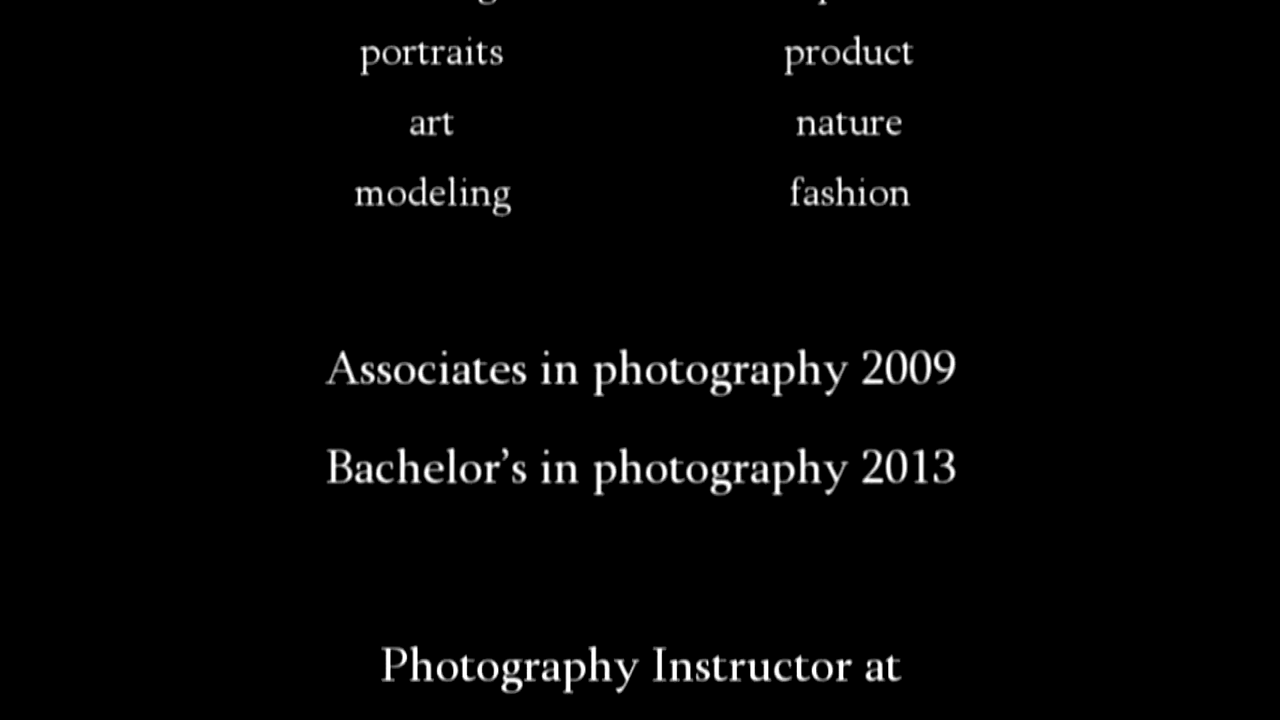 portraits product
art nature
modeling fashion
Associates in photography 2009
Bachelor’s in photography 2013
Photography Instructor at